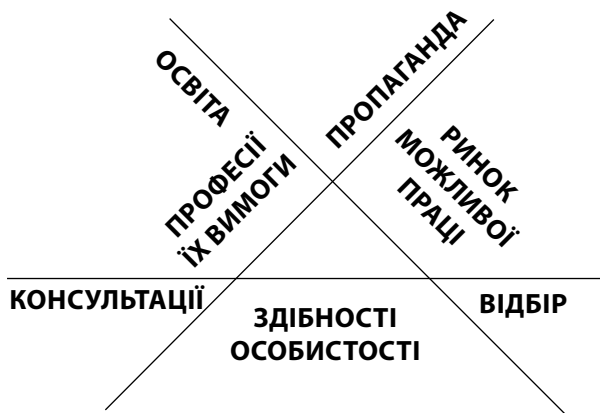 ОСВІТА
ПРОПАГАНДА
ПРОФЕСІЇ
ЇХ ВИМОГИ
РИНОК
МОЖЛИВОЇ
ПРАЦІ
КОНСУЛЬТАЦІЇ
ЗДІБНОСТІ
ОСОБИСТОСТІ
ВІДБІР